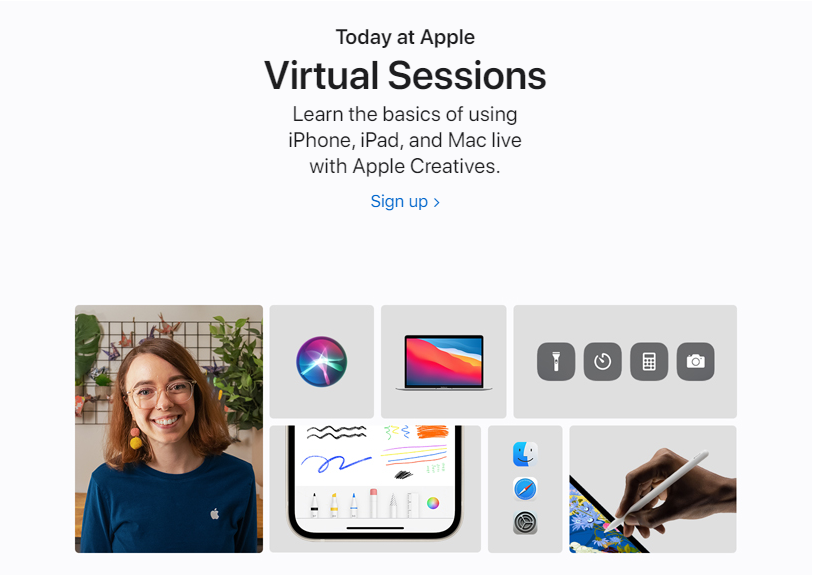 Today at Apple
Virtual Sessions
Learn the basics of using
iPhone, iPad, and Mac live
with Apple Creatives.
Sign up >